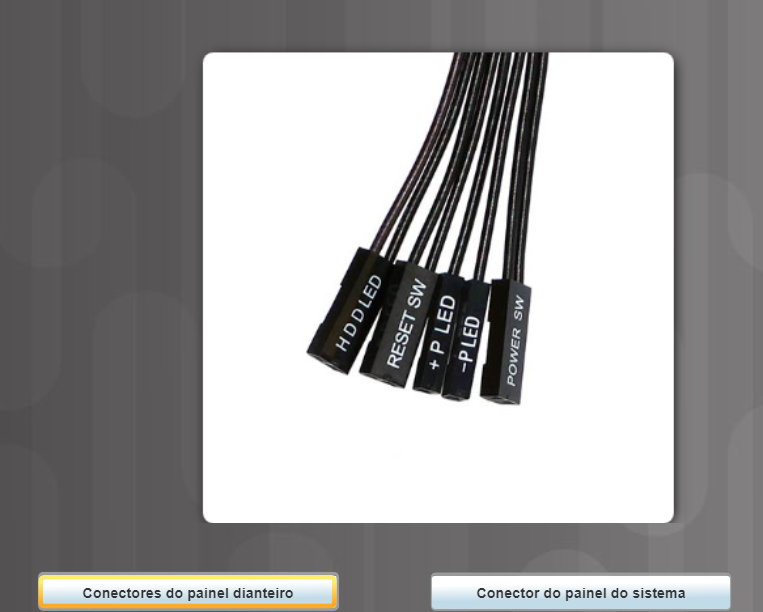 HDD LED
RESET SW
+ P LED
-P LED
POWER SW
Conectores do painel dianteiro
Conector do painel do sistema